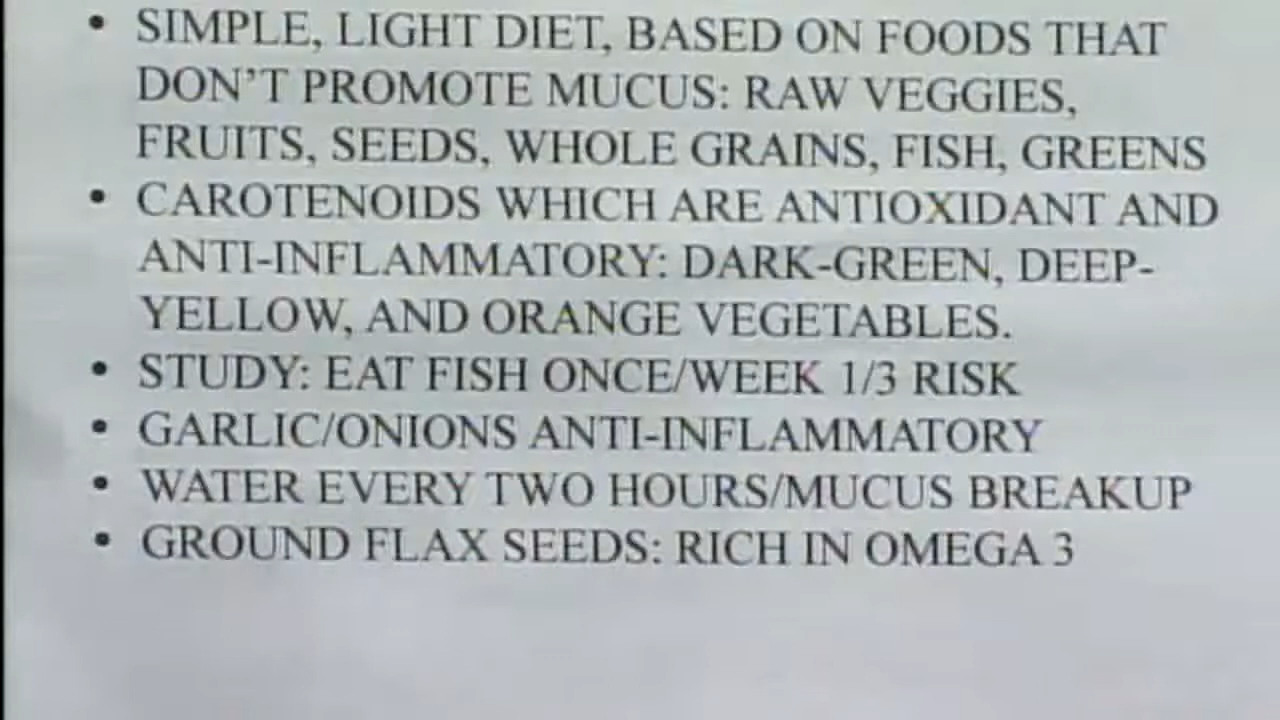 • SIMPLE, LIGHT DIET, BASED ON FOODS THAT
DON'T PROMOTE MUCUS: RAW VEGGIES,
FRUITS, SEEDS, WHOLE GRAINS, FISH, GREENS
• CAROTENOIDS WHICH ARE ANTIOXIDANT AND
ANTI-INFLAMMATORY: DARK-GREEN, DEEP-
YELLOW, AND ORANGE VEGETABLES.
• STUDY: EAT FISH ONCE/WEEK 1/3 RISK
• GARLIC/ONIONS ANTI-INFLAMMATORY
• WATER EVERY TWO HOURS/MUCUS BREAKUP
• GROUND FLAX SEEDS: RICH IN OMEGA 3